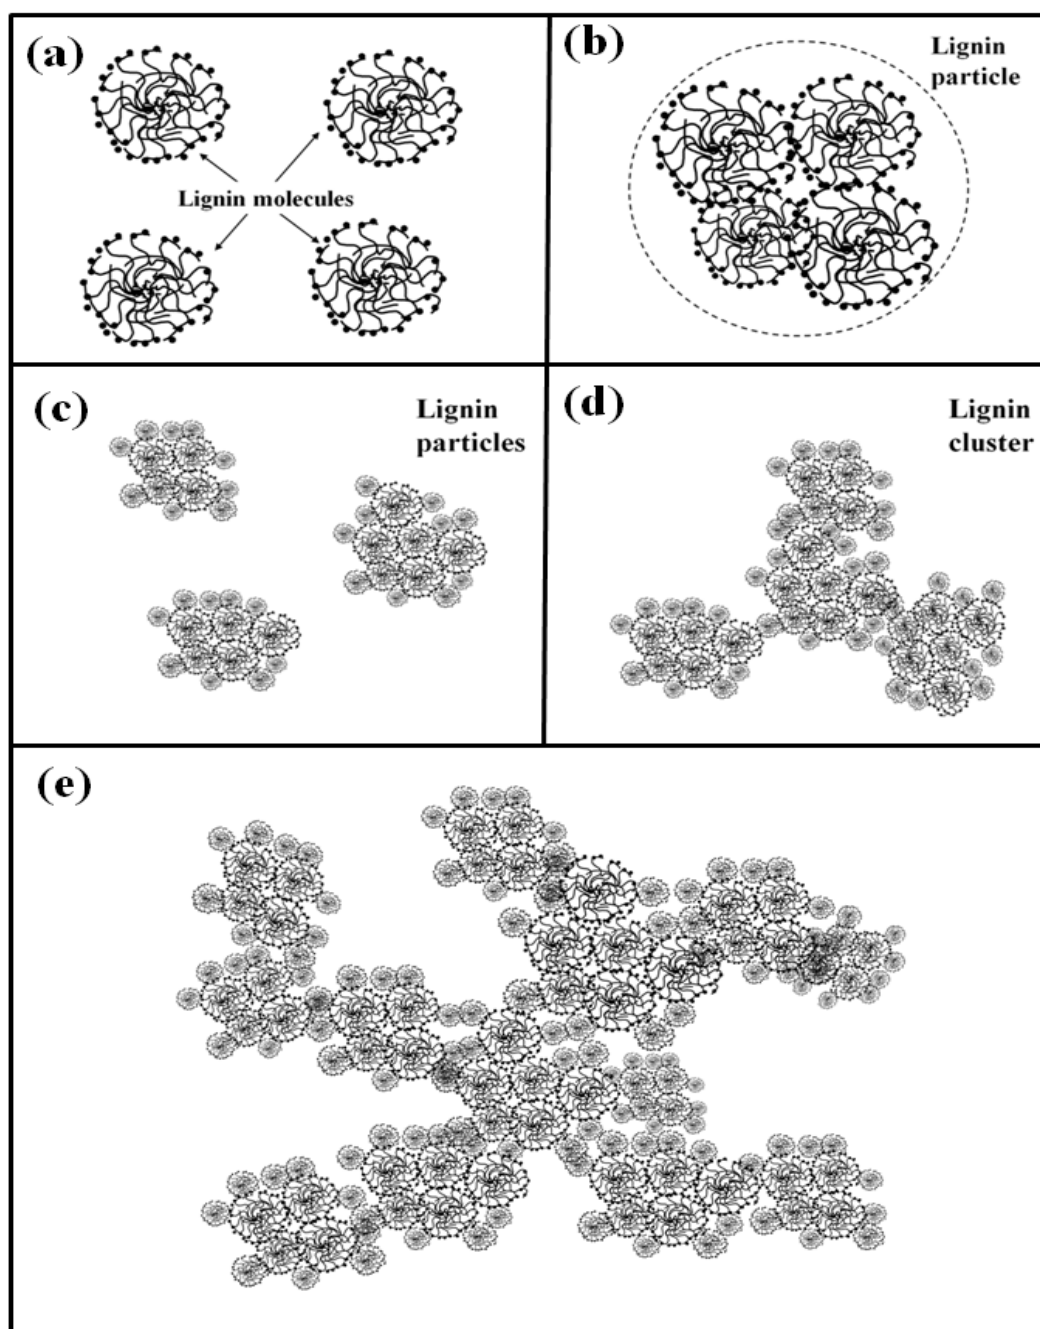 (a)
Lignin molecules
(b)
Lignin
particle
(c)
Lignin
particles
(d)
Lignin
cluster
(e)